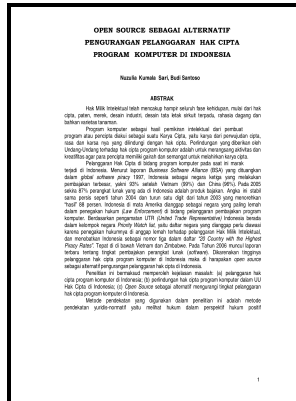 OPEN SOURCE SEBAGAI ALTERNATIF
PENGURANGAN PELANGGARAN HAK CIPTA
PROGRAM KOMPUTER DI INDONESIA
Nuzulia Kumala Sari, Budi Santoso
ABSTRAK
Hak Milik Intelektual telah mencakup hampir seluruh fase kehidupan, mulai dari hak
cipta, paten, merek, desain industri, desain tata letak sirkuit terpadu, rahasia dagang dan
bahkan varietas tanaman.
Program komputer sebagai hasil pemikiran intelektual dari pembuat
program atau pencipta diakui sebagai suatu Karya Cipta, yaitu karya dari perwujudan cipta,
rasa dan karsa nya yang dilindungi dengan hak cipta. Perlindungan yang diberikan oleh
Undang-Undang terhadap hak cipta program komputer adalah untuk merangsang aktivitas dan
kreatifitas agar para pencipta memiliki gairah dan semangat untuk melahirkan karya cipta.
Pelanggaran Hak Cipta di bidang program komputer pada saat ini marak
terjadi di Indonesia. Menurut laporan Business Software Alliance (BSA) yang dituangkan
dalam global software piracy 1997, Indonesia sebagai negara ketiga yang melakukan
pembajakan terbesar, yakni 93% setelah Vietnam (99%) dan China (96%). Pada 2005
sekira 87% perangkat lunak yang ada di Indonesia adalah produk bajakan. Angka ini stabil
sama persis seperti tahun 2004 dan turun satu digit dari tahun 2003 yang menorehkan
"hasil" 88 persen. Indonesia di mata Amerika dianggap sebagai negara yang paling lemah
dalam penegakan hukum (Law Enforcement) di bidang pelanggaran pembajakan program
komputer. Berdasarkan pengamatan UTR (United Trade Representative) Indonesia berada
dalam kelompok negara Priority Watch list, yaitu daftar negara yang dianggap perlu diawasi
karena penegakan hukumnya di anggap lemah terhadap pelanggaran Hak Milik Intelektual,
dan menobatkan Indonesia sebagai nomer tiga dalam daftar "20 Country with the Highest
Piracy Rates". Tepat di di bawah Vietnam dan Zimbabwe. Pada Tahun 2006 muncul laporan
terbaru tentang tingkat pembajakan perangkat lunak (software). Dikarenakan tingginya
pelanggaran hak cipta program komputer di Indonesia maka di harapkan open source
sebagai alternatif pengurangan pelanggaran hak cipta di Indonesia.
Penelitian ini bermaksud memperoleh kejelasan masalah: (a) pelanggaran hak
cipta program komputer di Indonesia; (b) perlindungan hak cipta program komputer dalam UU
Hak Cipta di Indonesia; (c) Open Source sebagai alternatif mengurangi tingkat pelanggaran
hak cipta program komputer di Indonesia.
Metode pendekatan yang digunakan dalam penelitian ini adalah metode
pendekatan yuridis-normatif yaitu melihat hukum dalam perspektif hukum positif
1